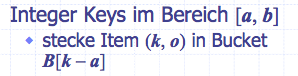 Integer Keys im Bereich [a, b]
stecke Item (k, o) in Bucket
B[k – a]